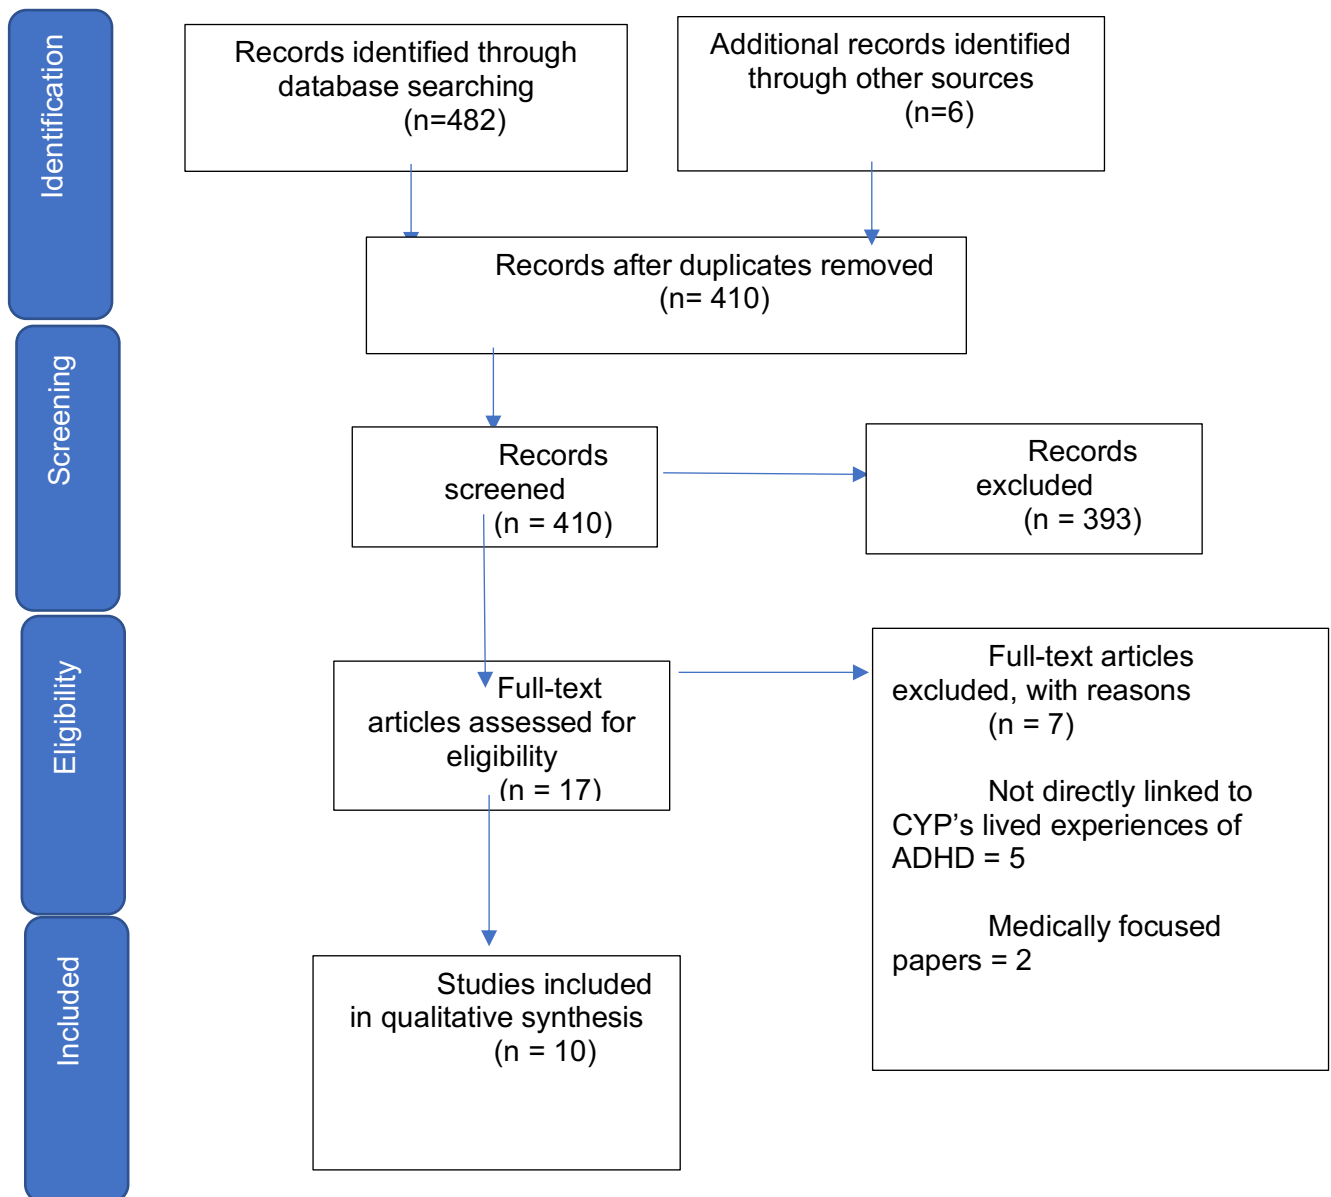 Identification
Records identified through
database searching
(n=482)
Additional records identified
through other sources
(n=6)
Records after duplicates removed
(n= 410)
Screening
Records
screened
(n = 410)
Records
excluded
(n = 393)
Eligibility
Full-text
articles assessed for
eligibility
(n = 17)
Full-text articles
excluded, with reasons
(n = 7)
Not directly linked to
CYP’s lived experiences of
ADHD = 5
Medically focused
papers = 2
Included
Studies included
in qualitative synthesis
(n = 10)